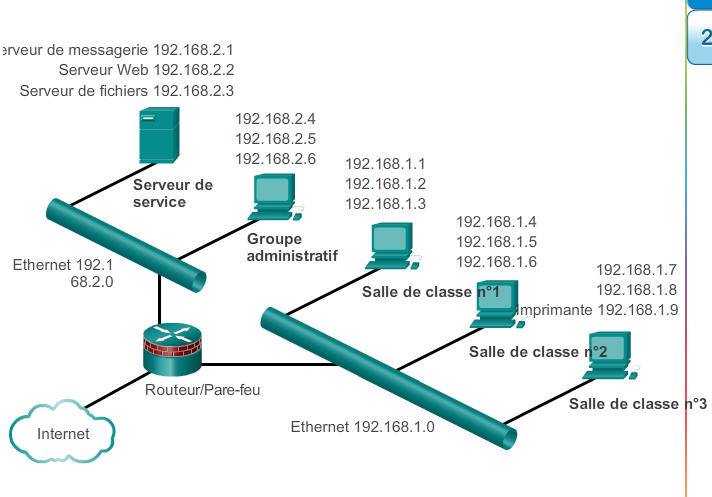 erveur de messagerie 192.168.2.1
Serveur Web 192.168.2.2
Serveur de fichiers 192.168.2.3
192.168.2.4
192.168.2.5
192.168.2.6
Serveur de
service
192.168.1.1
192.168.1.2
192.168.1.3
Groupe
administratif
192.168.1.4
192.168.1.5
192.168.1.6
Ethernet 192.1
68.2.0
Salle de classe n°1
192.168.1.7
192.168.1.8
Imprimante 192.168.1.9
Salle de classe n°2
Routeur/Pare-feu
Salle de classe n°3
Ethernet 192.168.1.0
Internet
2